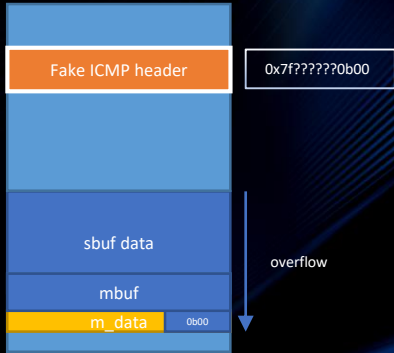 Fake ICMP header
0x7f??????0b00
sbuf data
overflow
mbuf
m_data
0b00